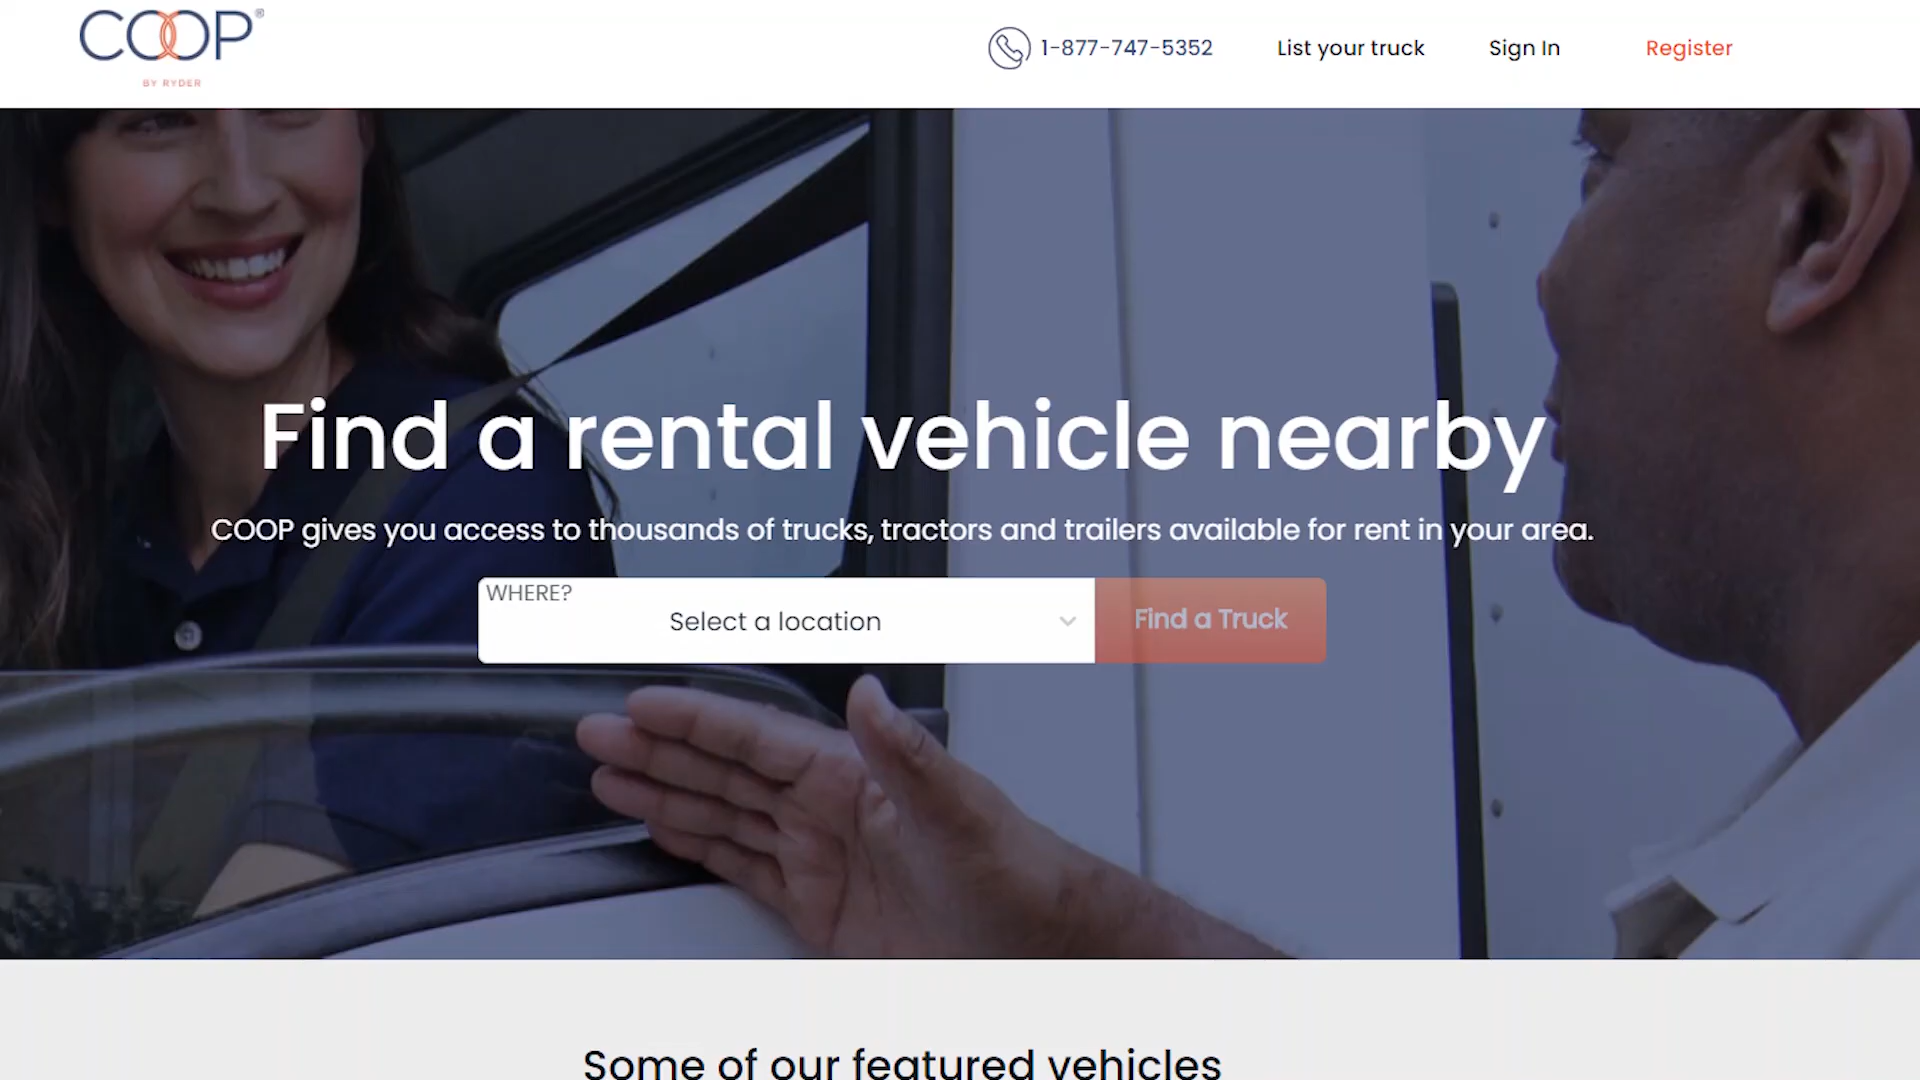 COOP®
BY RYDER
1-877-747-5352
List your truck
Sign In
Register
Find a rental vehicle nearby
COOP gives you access to thousands of trucks, tractors and trailers available for rent in your area.
WHERE?
Select a location
Find a Truck
Some of our featured vehicles